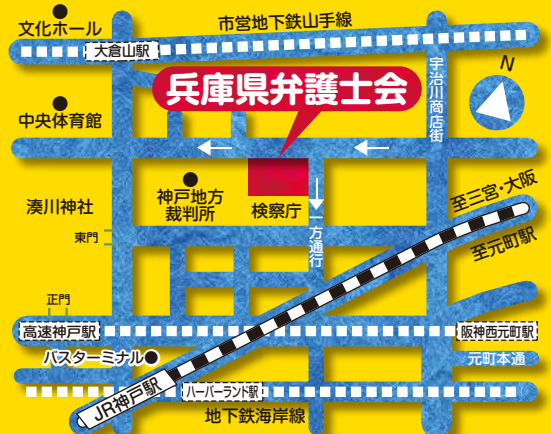 文化ホール
市営地下鉄山手線
大倉山駅
宇治川商店街
N
兵庫県弁護士会
中央体育館
湊川神社
神戸地方
裁判所
検察庁
一方通行
至三宮・大阪
至元町駅
東門
正門
高速神戸駅
阪神西元町駅
バスターミナル
元町本通
JR神戸駅
ハーバーランド駅
地下鉄海岸線